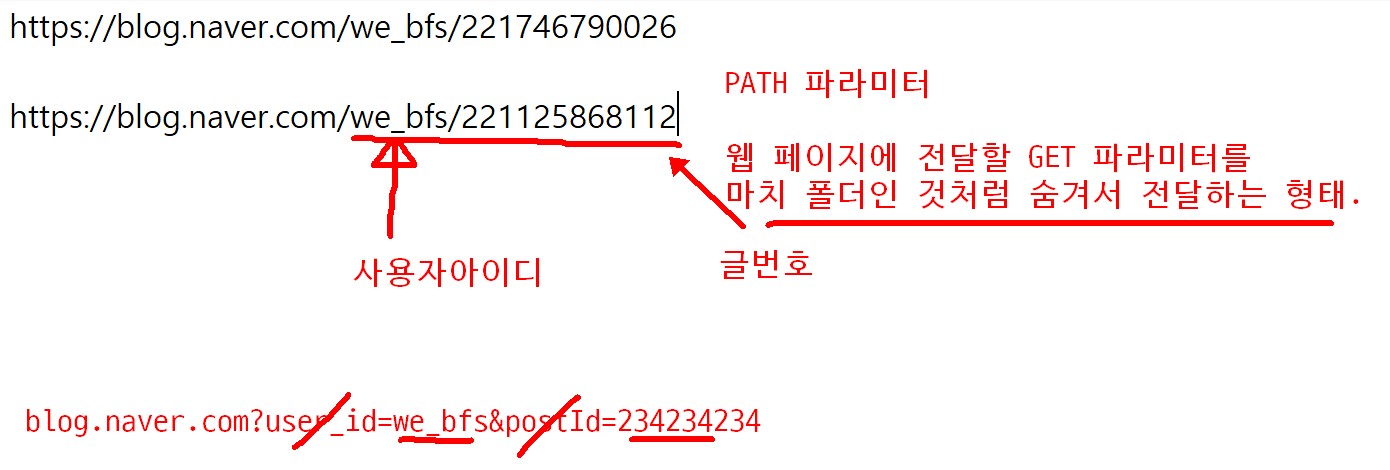 https://blog.naver.com/we_bfs/221746790026
https://blog.naver.com/we_bfs/221125868112
PATH 파라미터
웹 페이지에 전달할 GET 파라미터를
마치 폴더인 것처럼 숨겨서 전달하는 형태.
사용자아이디
글번호
blog.naver.com?user_id=we_bfs&postId=234234234